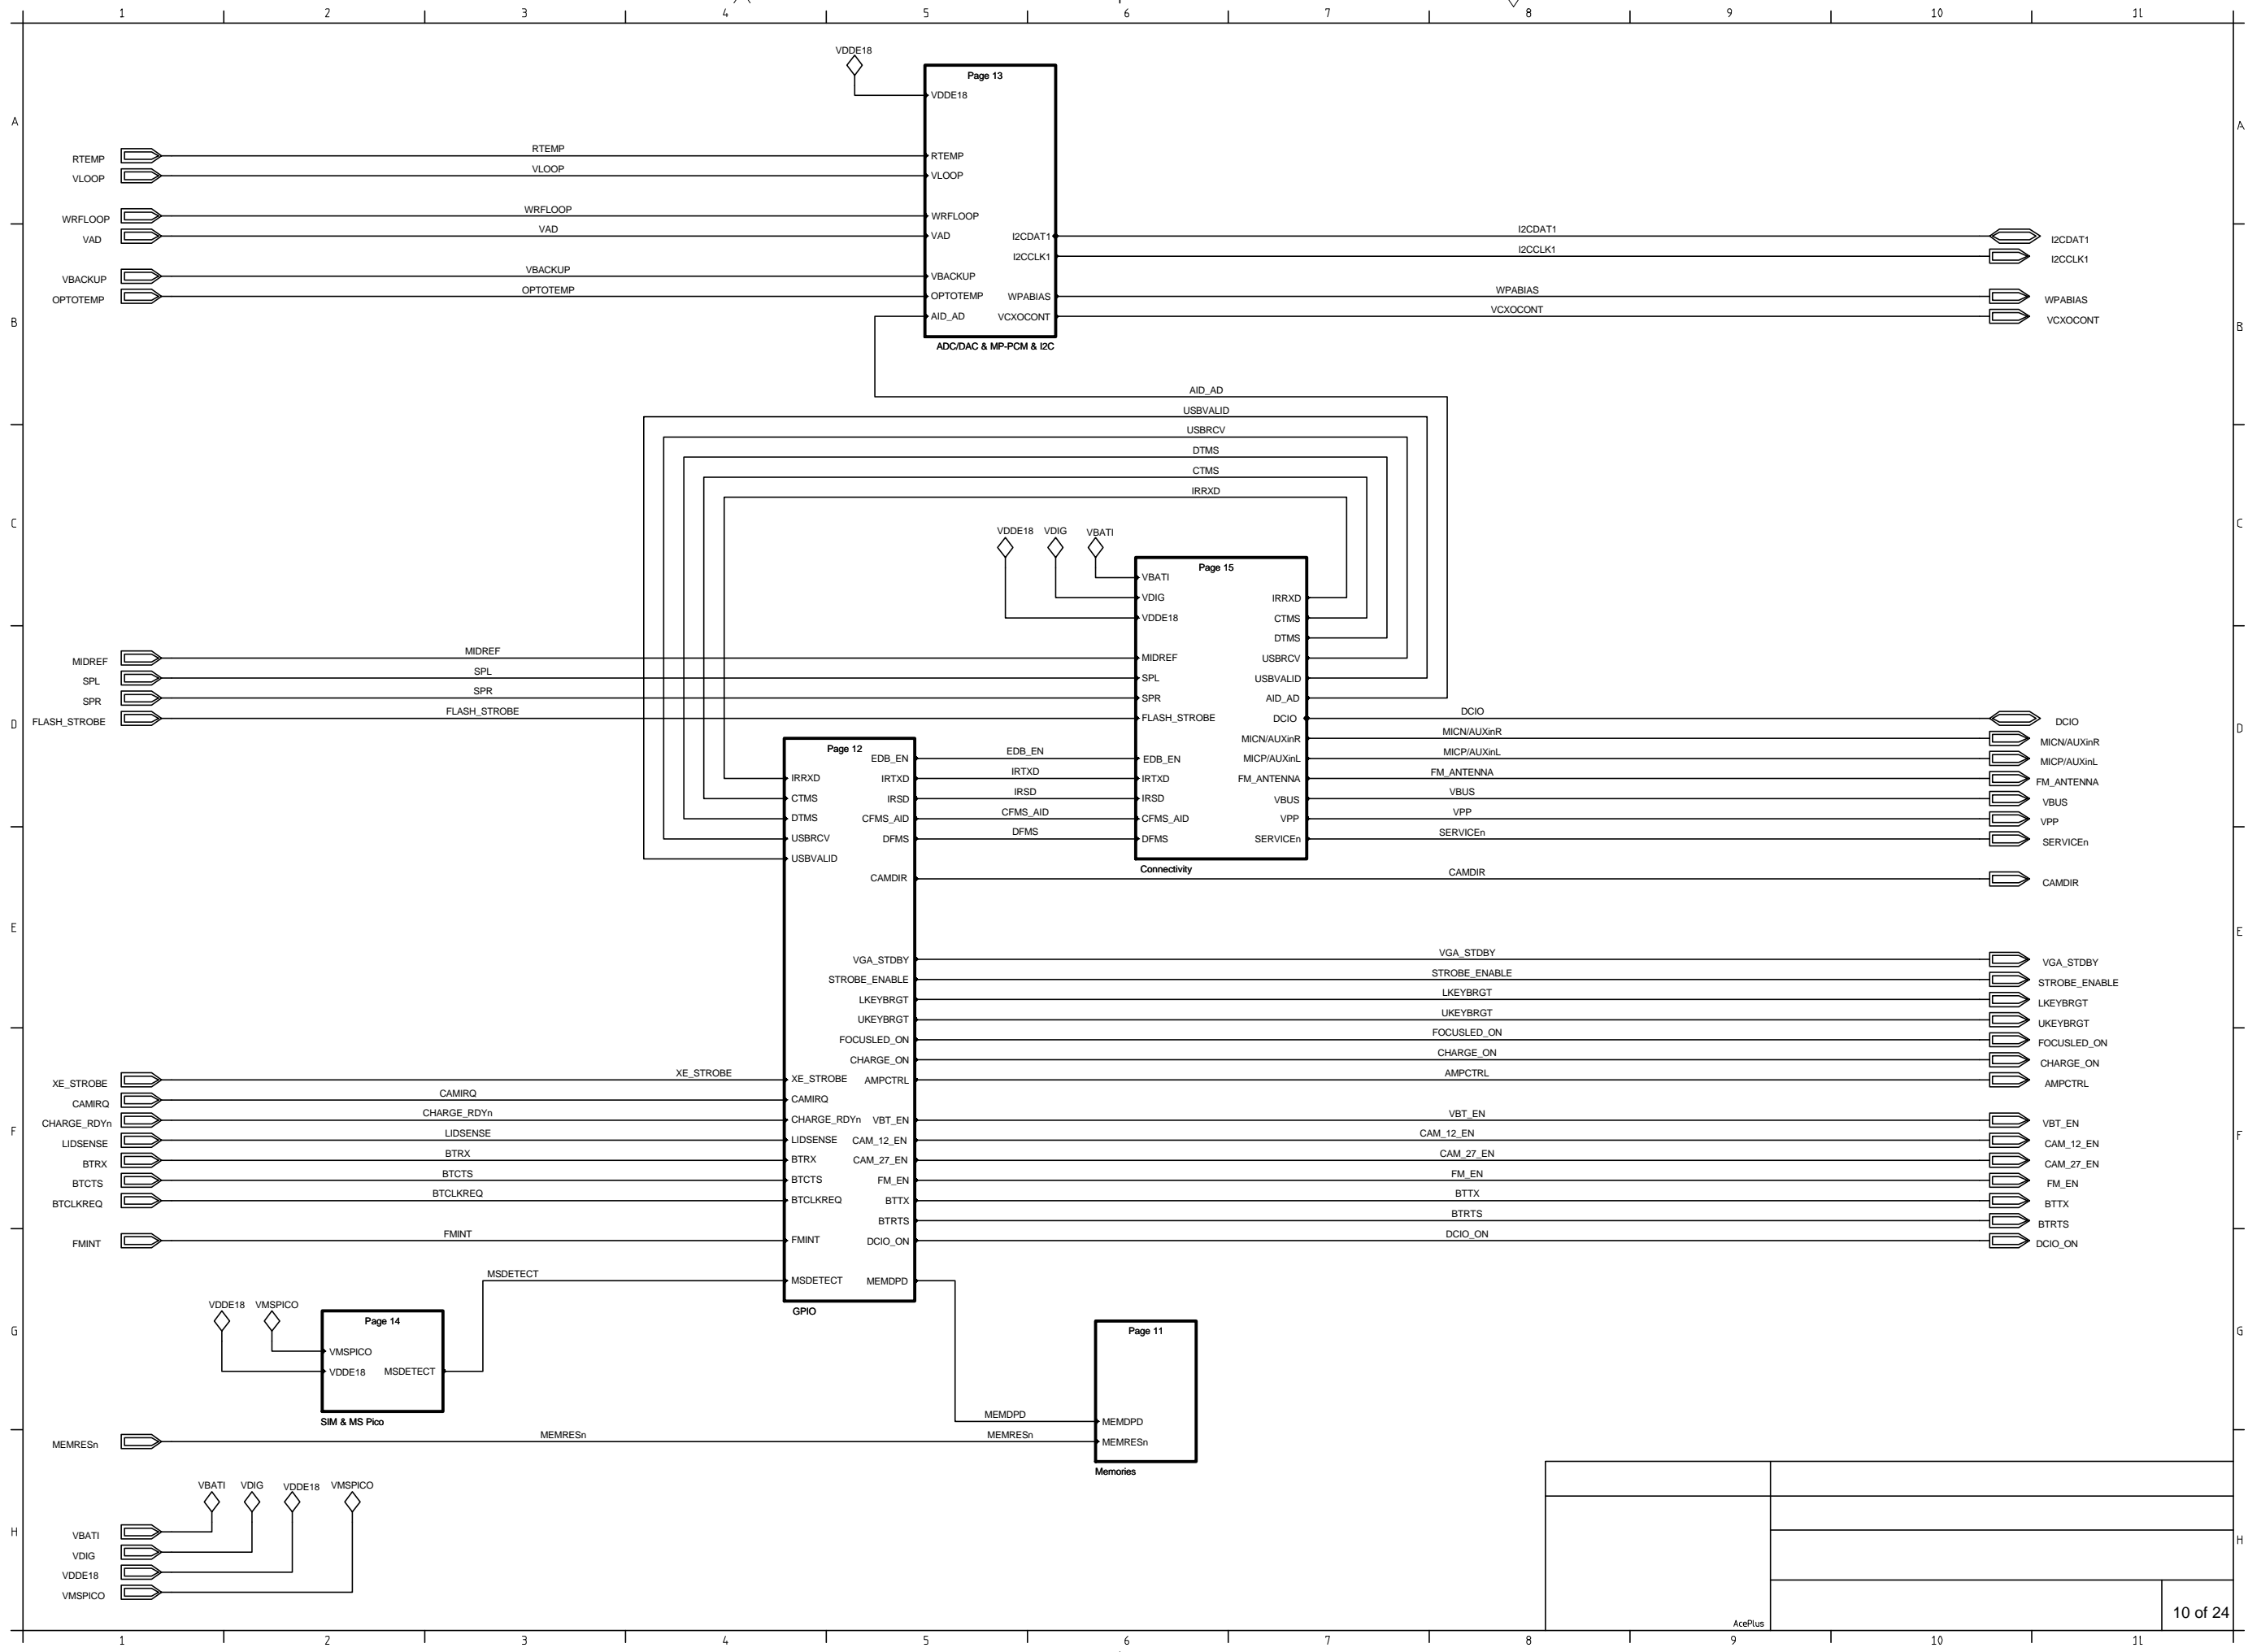 1 2 3 4 5 6 7 8 9 10 11
VDDE18
Page 13
VDDE18
A A
RTEMP RTEMP RTEMP
VLOOP VLOOP VLOOP
WRFLOOP WRFLOOP WRFLOOP
VAD VAD VAD I2CDAT1 I2CDAT1 I2CDAT1
I2CCLK1 I2CCLK1 I2CCLK1
VBACKUP VBACKUP VBACKUP
OPTOTEMP OPTOTEMP OPTOTEMP WPABIAS WPABIAS WPABIAS
B AID_AD VCXOCONT VCXOCONT VCXOCONT B
ADC/DAC & MP-PCM & I2C
AID_AD
USBVALID
USBRCV
DTMS
CTMS
IRRXD
C C
VDDE18 VDIG VBATI
Page 15
VBATI
VDIG IRRXD
VDDE18 CTMS
DTMS
MIDREF MIDREF MIDREF USBRCV
SPL SPL SPL USBVALID
SPR SPR SPR AID_AD
D FLASH_STROBE FLASH_STROBE FLASH_STROBE DCIO DCIO DCIO D
MICN/AUXinR MICN/AUXinR MICN/AUXinR
Page 12
EDB_EN EDB_EN EDB_EN MICP/AUXinL MICP/AUXinL MICP/AUXinL
IRRXD IRTXD IRTXD IRTXD FM_ANTENNA FM_ANTENNA FM_ANTENNA
CTMS IRSD IRSD IRSD VBUS VBUS VBUS
DTMS CFMS_AID CFMS_AID CFMS_AID VPP VPP VPP
USBRCV DFMS DFMS DFMS SERVICEn SERVICEn SERVICEn
USBVALID
Connectivity
CAMDIR CAMDIR CAMDIR
E E
VGA_STDBY VGA_STDBY VGA_STDBY
STROBE_ENABLE STROBE_ENABLE STROBE_ENABLE
LKEYBRGT LKEYBRGT LKEYBRGT
UKEYBRGT UKEYBRGT UKEYBRGT
FOCUSLED_ON FOCUSLED_ON FOCUSLED_ON
CHARGE_ON CHARGE_ON CHARGE_ON
XE_STROBE XE_STROBE XE_STROBE AMPCTRL AMPCTRL AMPCTRL
CAMIRQ CAMIRQ CAMIRQ
CHARGE_RDYn CHARGE_RDYn CHARGE_RDYn VBT_EN VBT_EN VBT_EN
F LIDSENSE LIDSENSE LIDSENSE CAM_12_EN CAM_12_EN CAM_12_EN F
BTRX BTRX BTRX CAM_27_EN CAM_27_EN CAM_27_EN
BTCTS BTCTS BTCTS FM_EN FM_EN FM_EN
BTCLKREQ BTCLKREQ BTCLKREQ BTTX BTTX BTTX
BTRTS BTRTS BTRTS
FMINT FMINT FMINT DCIO_ON DCIO_ON DCIO_ON
MSDETECT MSDETECT MEMDPD
GPIO
VDDE18 VMSPICO
G Page 14 Page 11 G
VMSPICO
VDDE18 MSDETECT
SIM & MS Pico
MEMDPD MEMDPD
MEMRESn MEMRESn MEMRESn MEMRESn
Memories
VBATI VDIG VDDE18 VMSPICO
H VBATI H
VDIG
VDDE18
VMSPICO
10 of 24
AcePlus
1 2 3 4 5 6 7 8 9 10 11